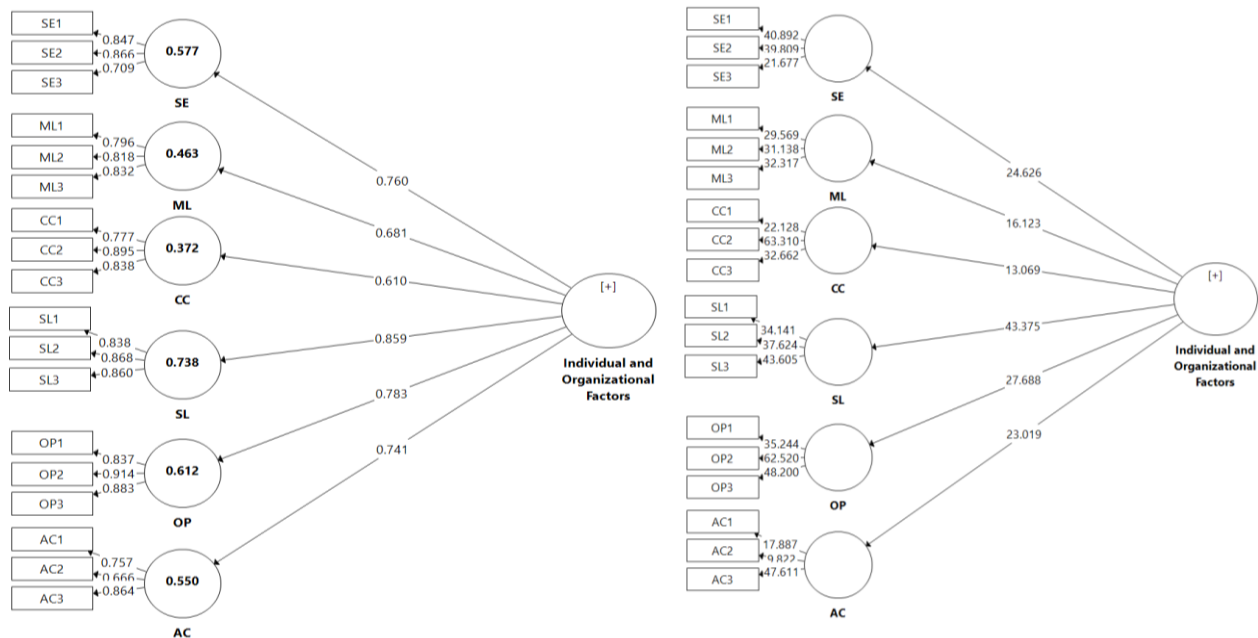 SE1
0.847
SE2
0.866
0.709
SE3
0.577
SE
ML1
0.796
ML2
0.818
0.832
ML3
0.463
ML
CC1
0.777
CC2
0.895
0.838
CC3
0.372
CC
SL1
0.838
SL2
0.868
0.860
SL3
0.738
SL
OP1
0.837
OP2
0.914
0.883
OP3
0.612
OP
AC1
0.757
AC2
0.666
0.864
AC3
0.550
AC
0.760
0.681
0.610
0.859
0.783
0.741
[+]
Individual and
Organizational
Factors
SE1
40.892
SE2
39.809
21.677
SE3
SE
ML1
29.569
ML2
31.138
32.317
ML3
ML
CC1
22.128
CC2
63.310
32.662
CC3
CC
SL1
34.141
SL2
37.624
43.605
SL3
SL
OP1
35.244
OP2
62.520
48.200
OP3
OP
AC1
17.887
AC2
9.822
47.611
AC3
AC
24.626
16.123
13.069
43.375
27.688
23.019
[+]
Individual and
Organizational
Factors